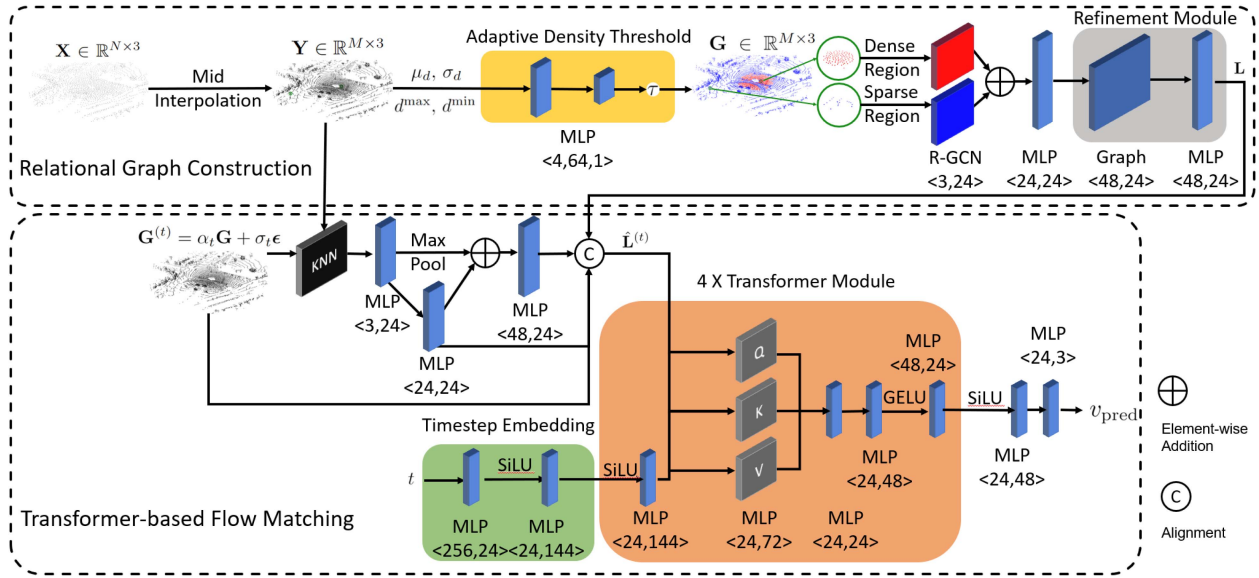 X ∈ ℝ^{N×3}
Mid
Interpolation
Y ∈ ℝ^{M×3}
μ_d, σ_d
d^{max}, d^{min}
Adaptive Density Threshold
τ
MLP
<4,64,1>
G ∈ ℝ^{M×3}
Dense
Region
Sparse
Region
R-GCN
<3,24>
MLP
<24,24>
Refinement Module
Graph
<48,24>
MLP
<48,24>
L
Relational Graph Construction
G^{(t)} = α_t G + σ_t ϵ
KNN
MLP
<3,24>
Max
Pool
MLP
<24,24>
MLP
<48,24>
C
L̂^{(t)}
4 X Transformer Module
Q
K
V
MLP
<24,72>
MLP
<24,24>
MLP
<24,48>
GELU
MLP
<48,24>
SiLU
MLP
<24,48>
MLP
<24,3>
v_{pred}
Timestep Embedding
t
SiLU
MLP
<256,24>
MLP
<24,144>
SiLU
MLP
<24,144>
Transformer-based Flow Matching
Element-wise
Addition
C
Alignment